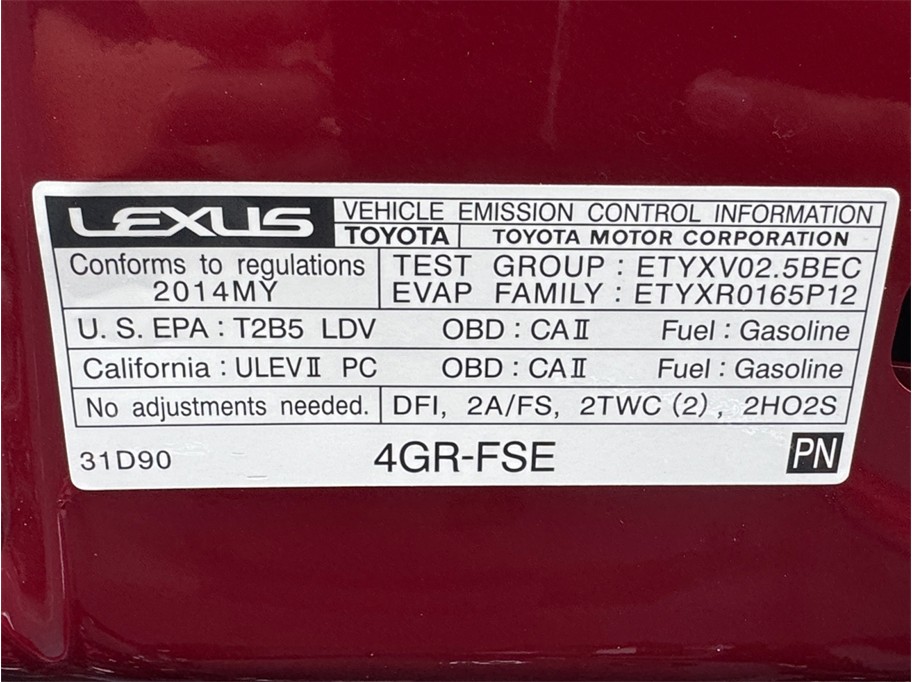 LEXUS VEHICLE EMISSION CONTROL INFORMATION
TOYOTA TOYOTA MOTOR CORPORATION
Conforms to regulations 2014MY
TEST GROUP : ETYXV02.5BEC
EVAP FAMILY : ETYXR0165P12
U. S. EPA : T2B5 LDV OBD : CAⅡ Fuel : Gasoline
California : ULEVⅡ PC OBD : CAⅡ Fuel : Gasoline
No adjustments needed. DFI, 2A/FS, 2TWC (2) , 2HO2S
31D90 4GR-FSE PN